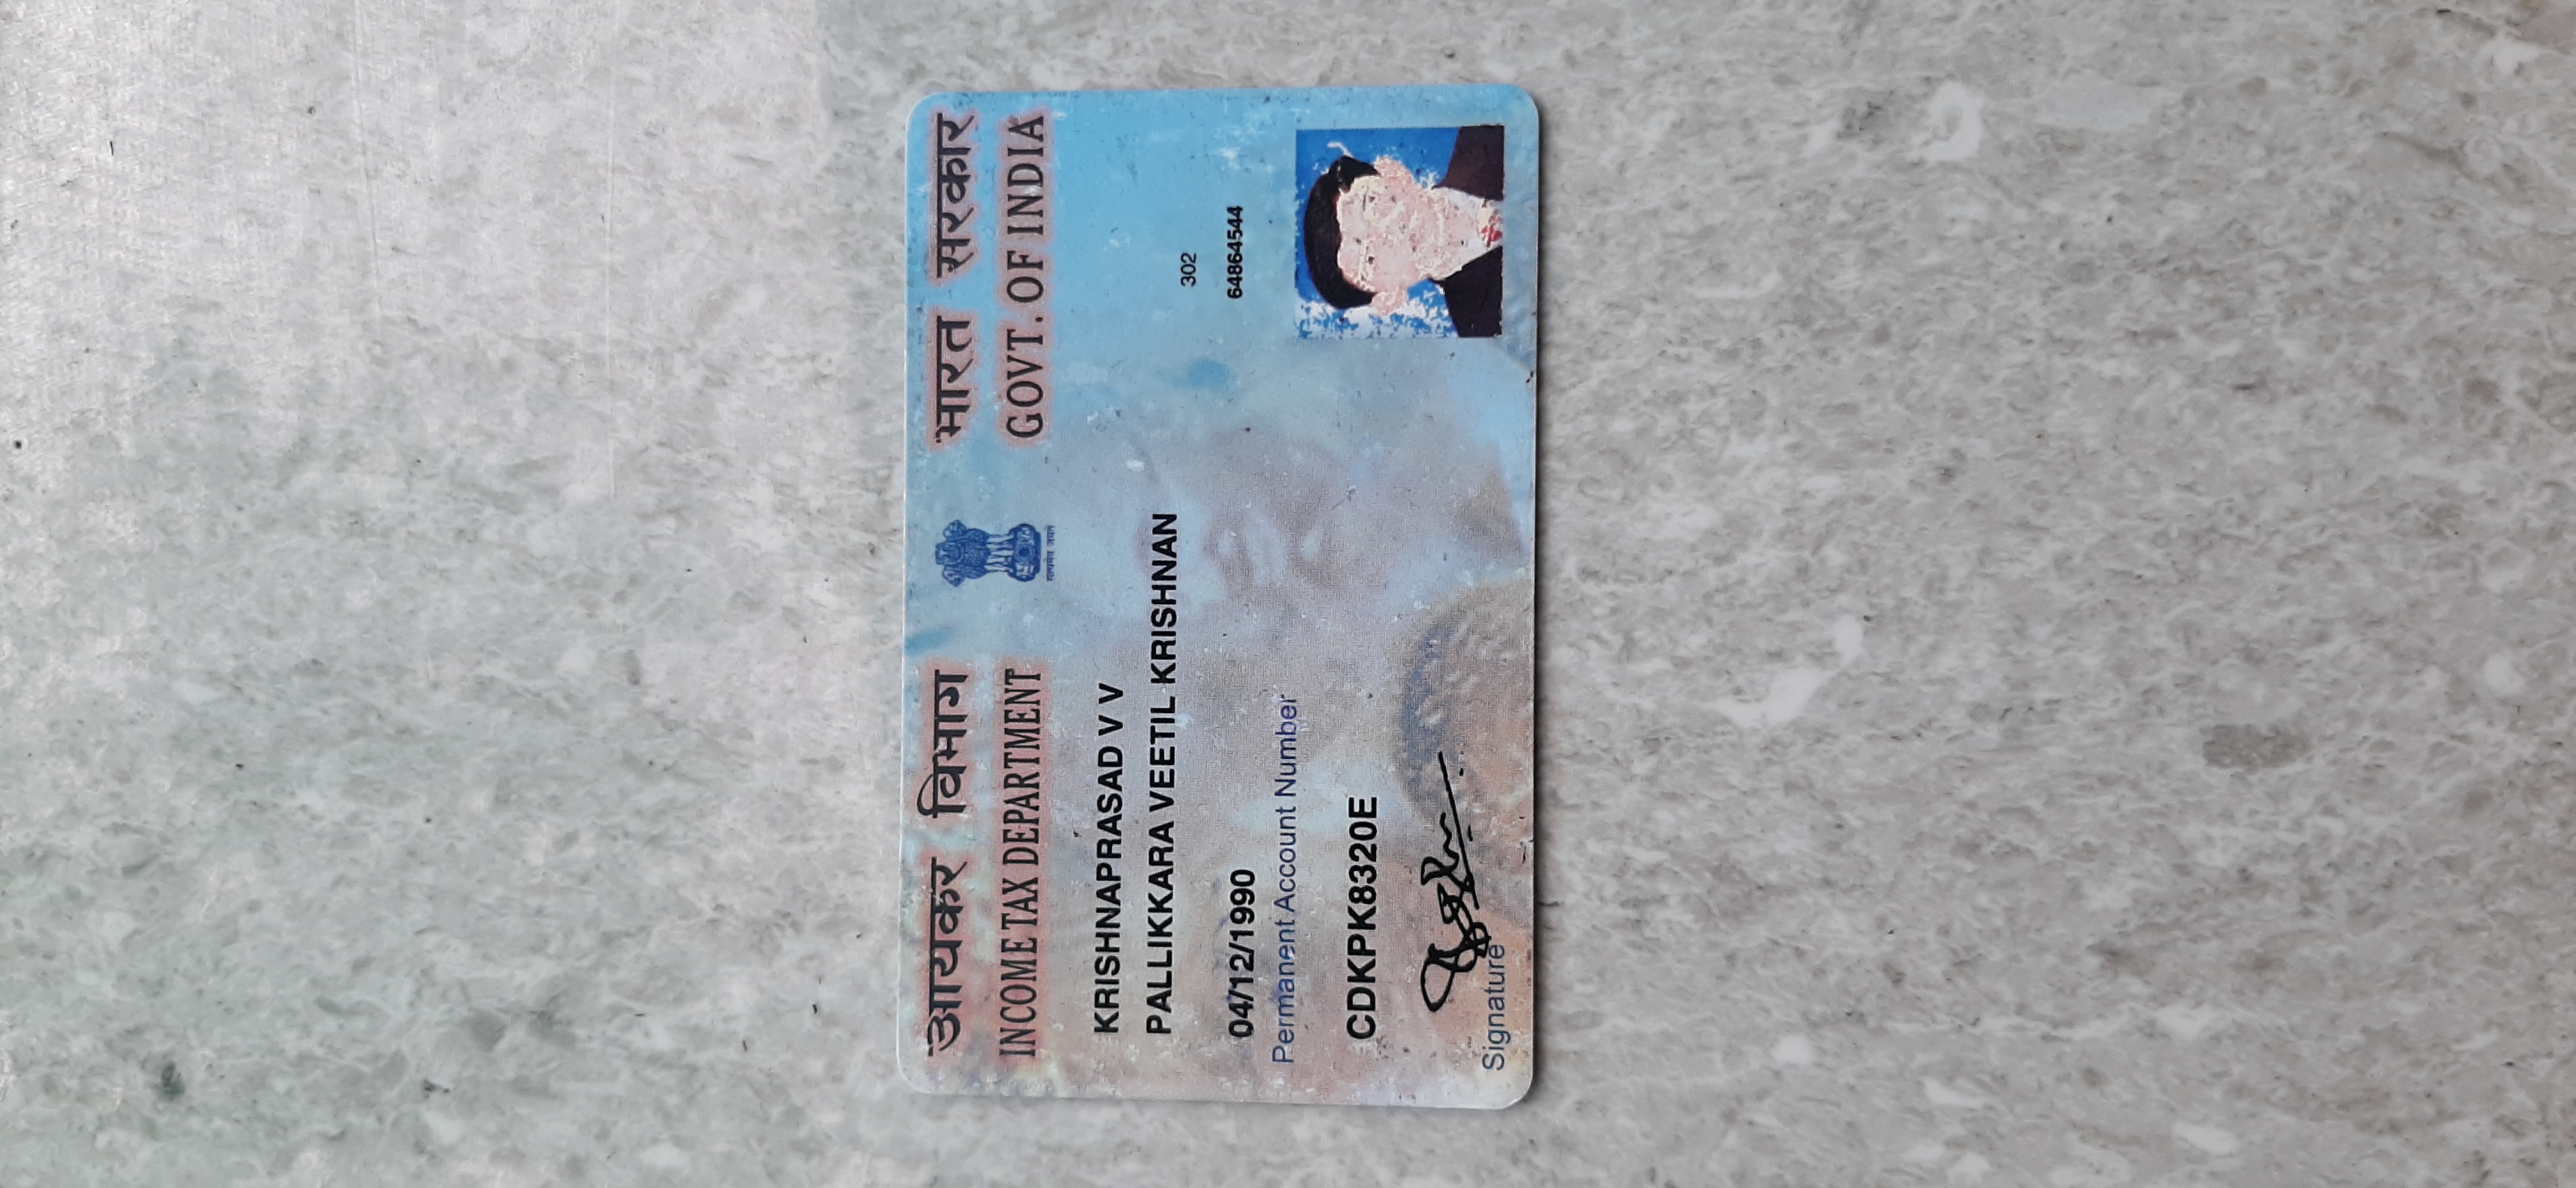 आयकर विभाग
INCOME TAX DEPARTMENT
सत्यमेव जयते
भारत सरकार
GOVT. OF INDIA
KRISHNAPRASAD V V
PALLIKKARA VEETIL KRISHNAN
302
64864544
04/12/1990
Permanent Account Number
CDKPK8320E
Signature